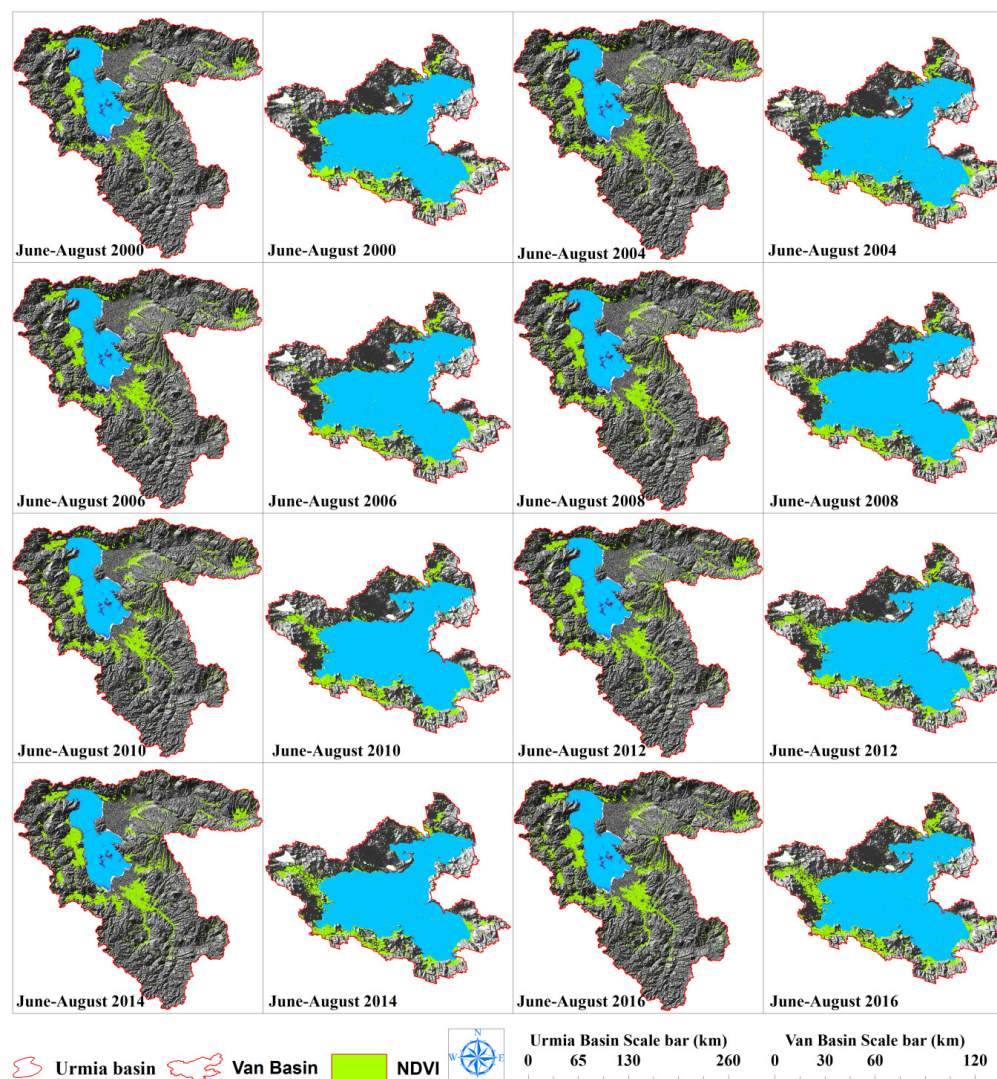 June-August 2000
June-August 2000
June-August 2004
June-August 2004
June-August 2006
June-August 2006
June-August 2008
June-August 2008
June-August 2010
June-August 2010
June-August 2012
June-August 2012
June-August 2014
June-August 2014
June-August 2016
June-August 2016
Urmia basin
Van Basin
NDVI
N
W E
S
Urmia Basin Scale bar (km)
0 65 130 260
Van Basin Scale bar (km)
0 30 60 120